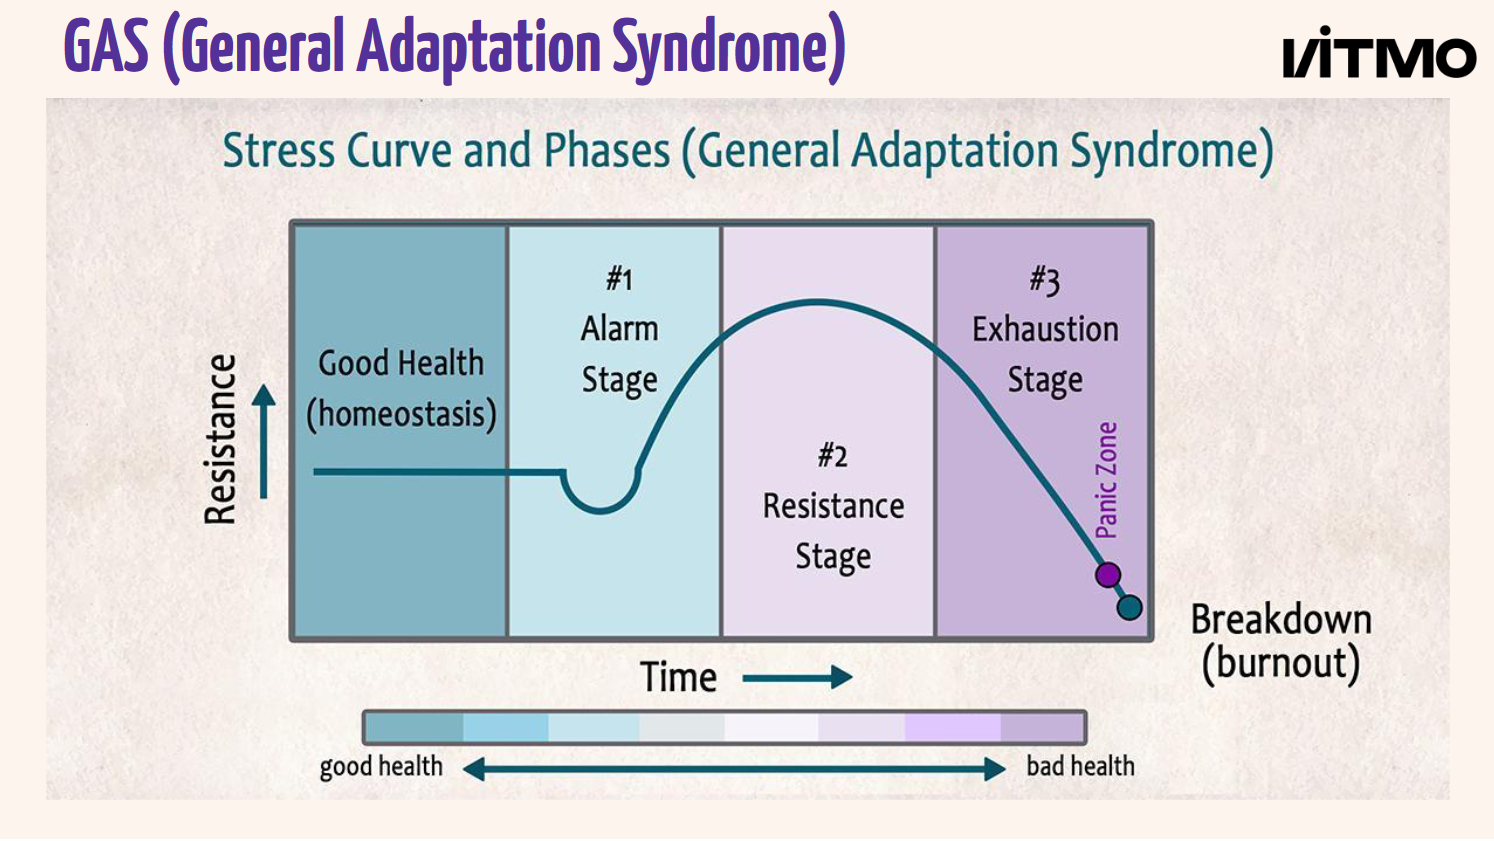 GAS (General Adaptation Syndrome)
ITMO
Stress Curve and Phases (General Adaptation Syndrome)
Resistance
Good Health
(homeostasis)
#1
Alarm
Stage
#2
Resistance
Stage
#3
Exhaustion
Stage
Panic Zone
Breakdown
(burnout)
Time
good health
bad health